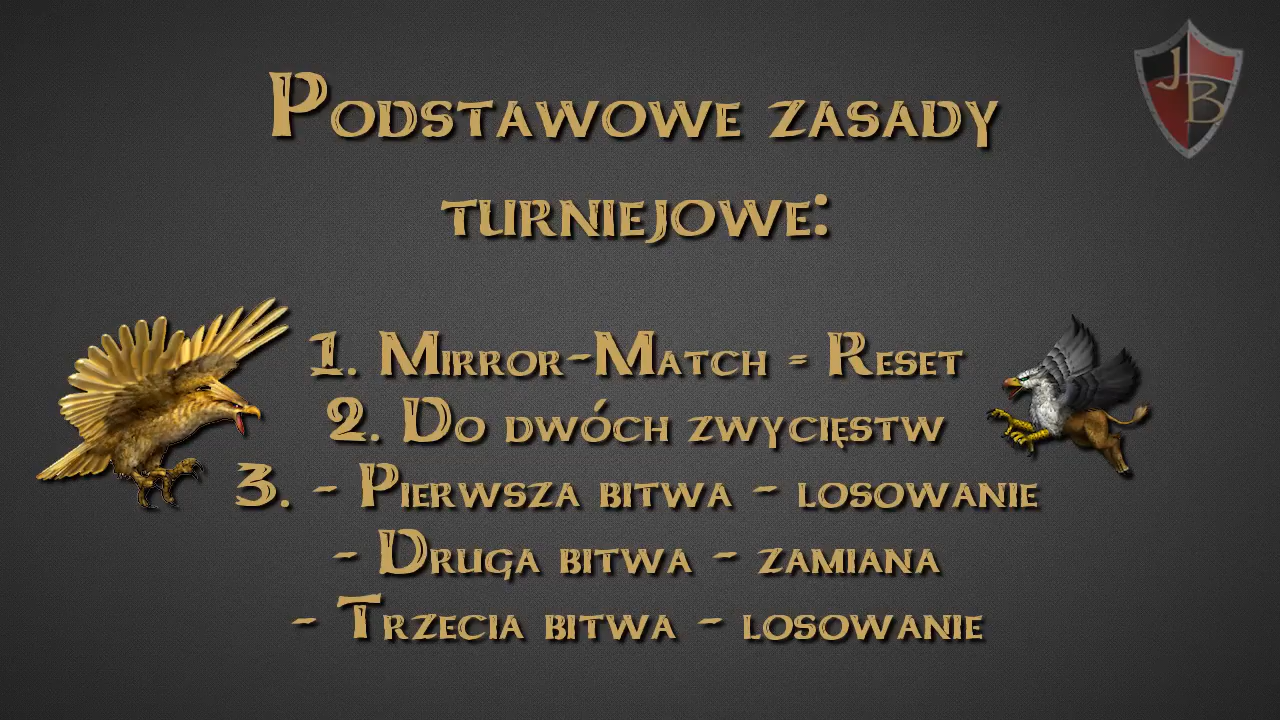 Podstawowe zasady
turniejowe:
1. Mirror-Match = Reset
2. Do dwóch zwycięstw
3. - Pierwsza bitwa - losowanie
- Druga bitwa - zamiana
- Trzecia bitwa - losowanie
JB